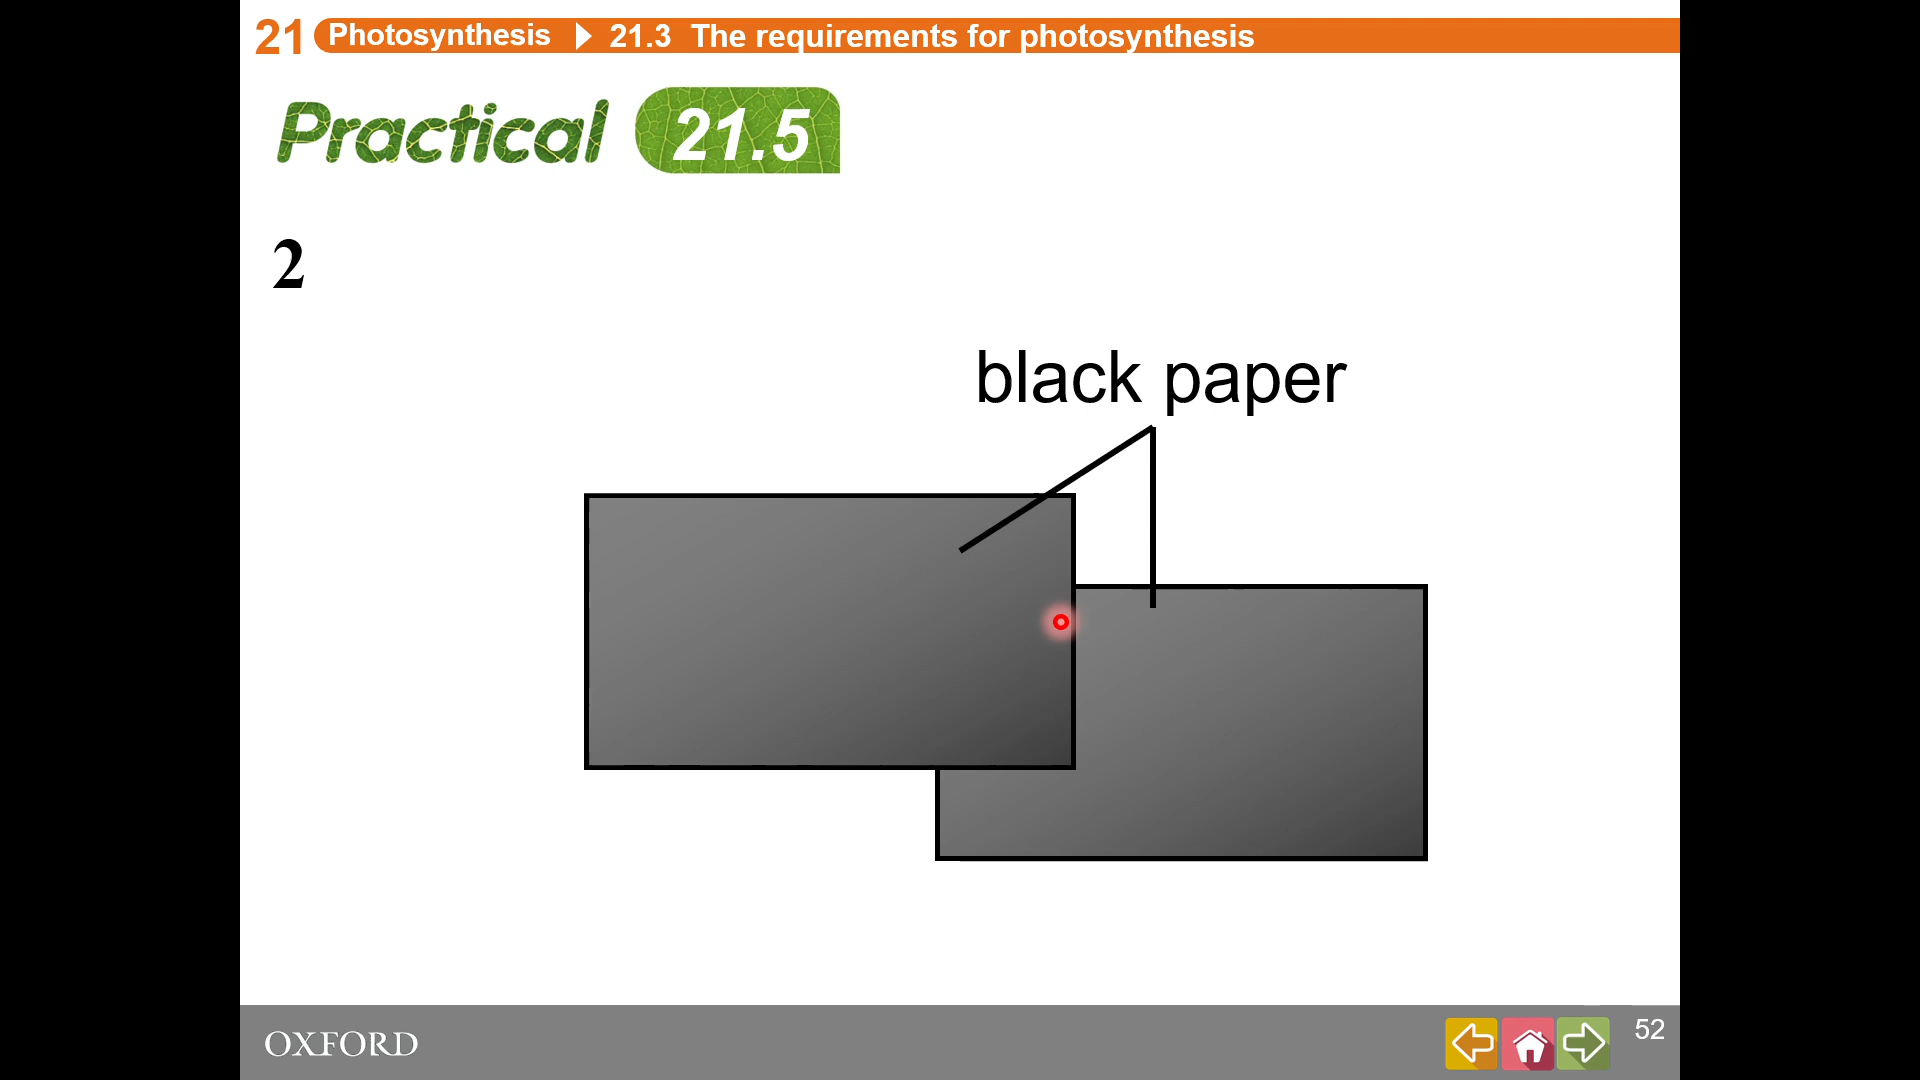 21 Photosynthesis 21.3 The requirements for photosynthesis
Practical 21.5
2
black paper
OXFORD
52